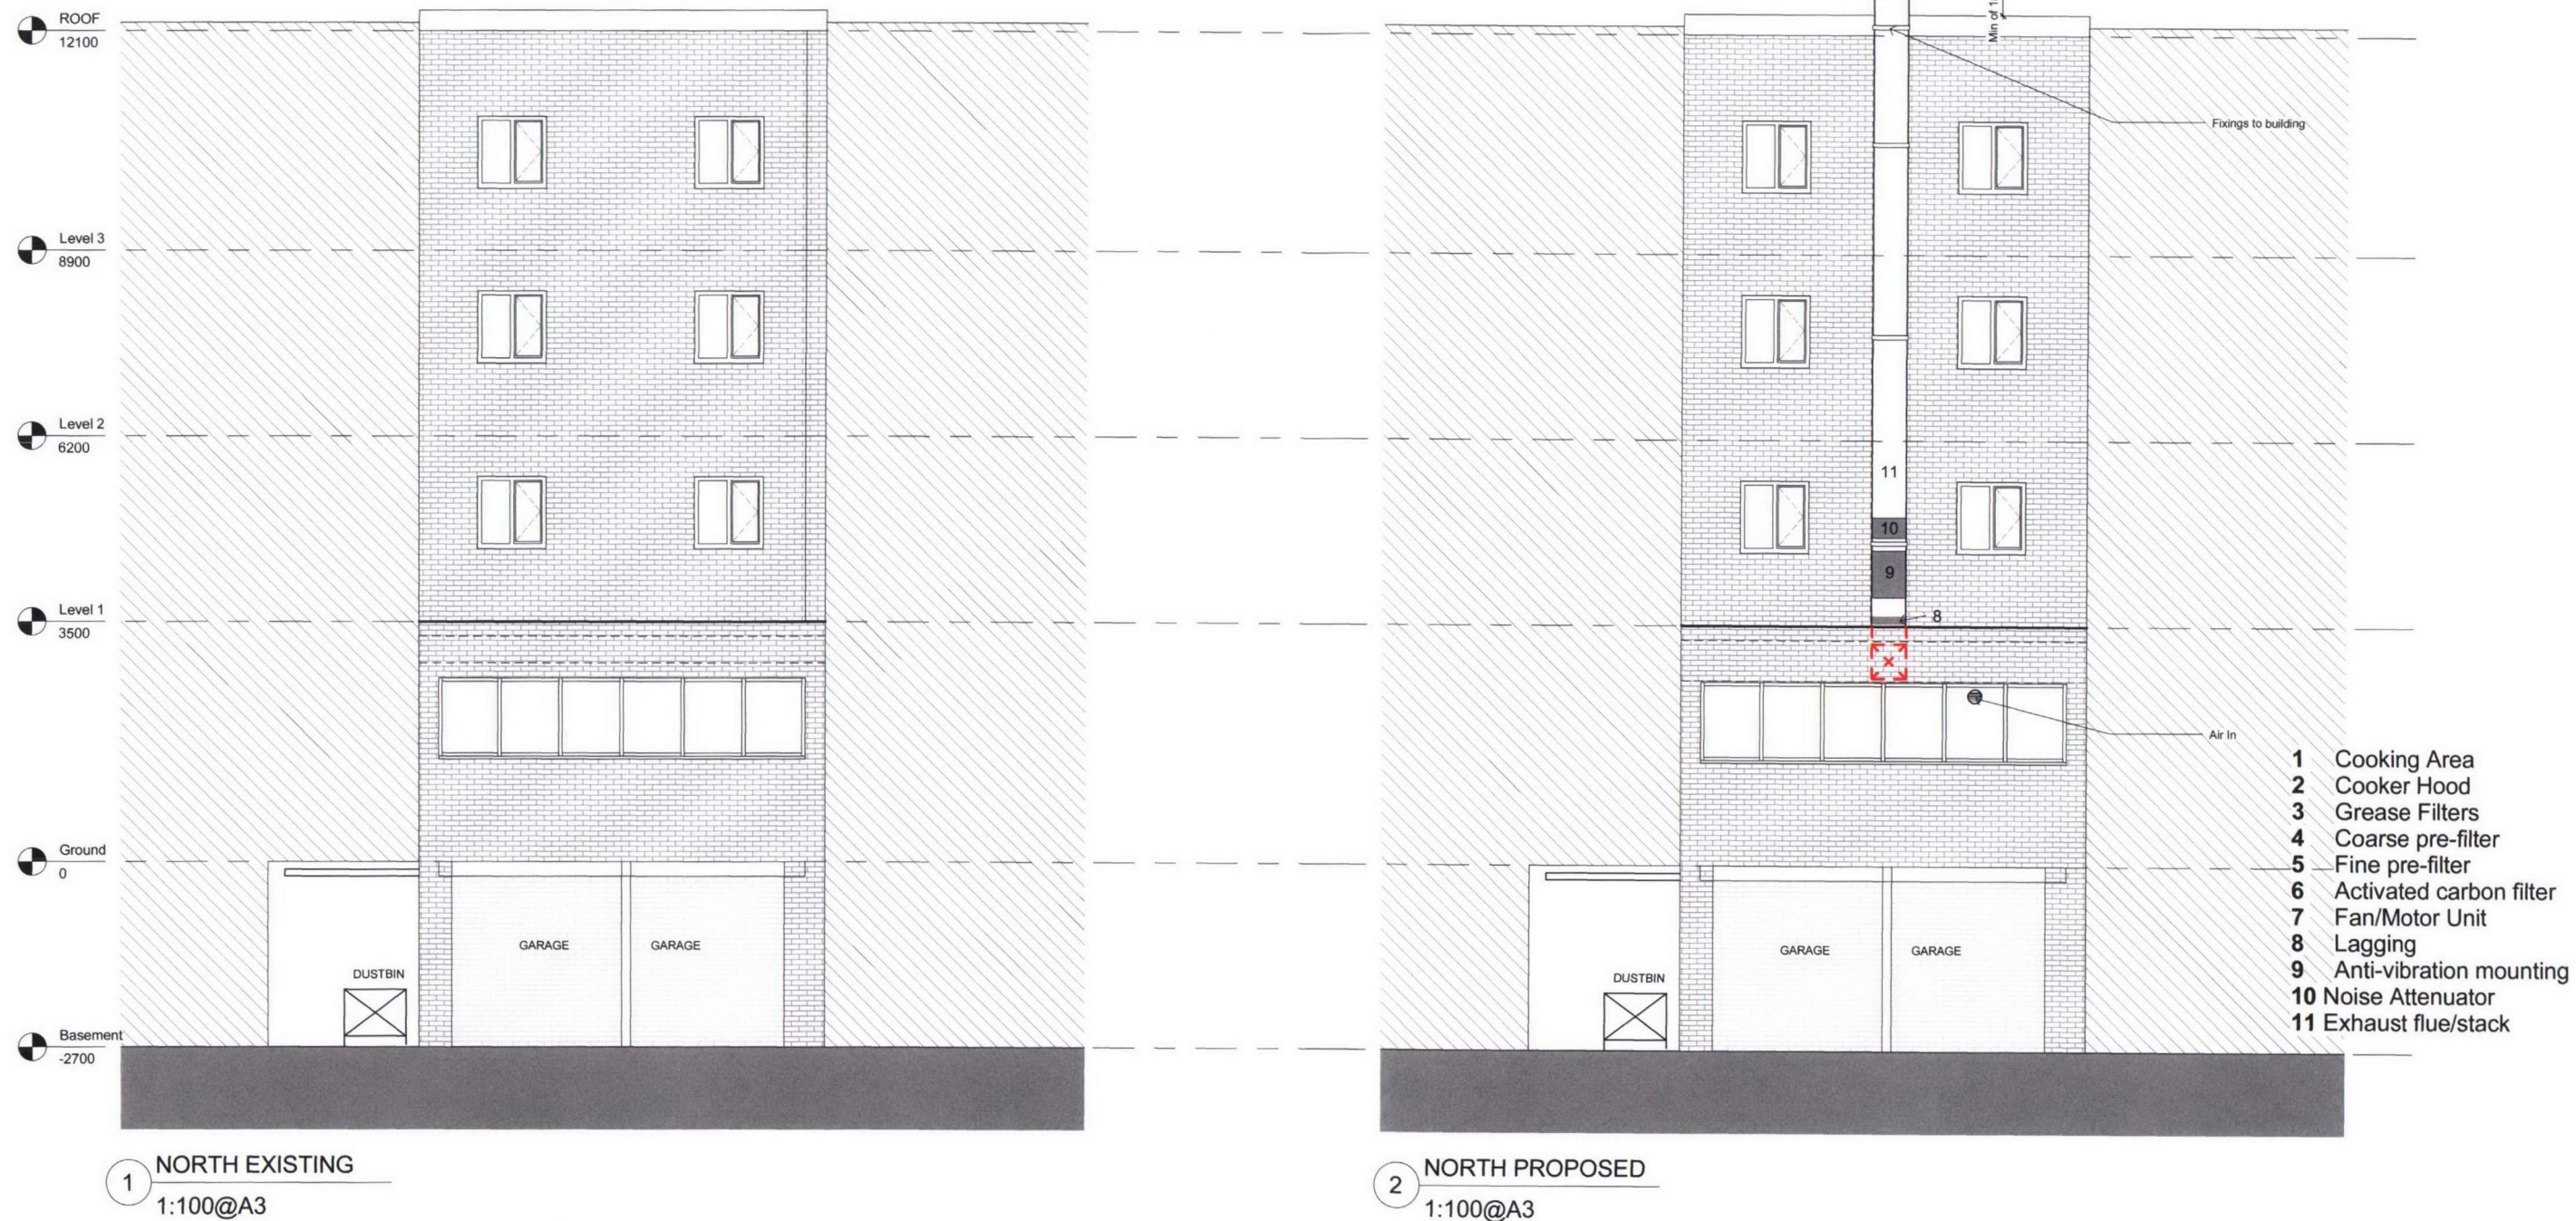 ROOF
12100
Level 3
8900
Level 2
6200
Level 1
3500
Ground
0
Basement
-2700
GARAGE
GARAGE
DUSTBIN
1
NORTH EXISTING
1:100@A3
Min of
Fixings to building
11
10
9
8
x
Air In
GARAGE
GARAGE
DUSTBIN
2
NORTH PROPOSED
1:100@A3
1 Cooking Area
2 Cooker Hood
3 Grease Filters
4 Coarse pre-filter
5 Fine pre-filter
6 Activated carbon filter
7 Fan/Motor Unit
8 Lagging
9 Anti-vibration mounting
10 Noise Attenuator
11 Exhaust flue/stack